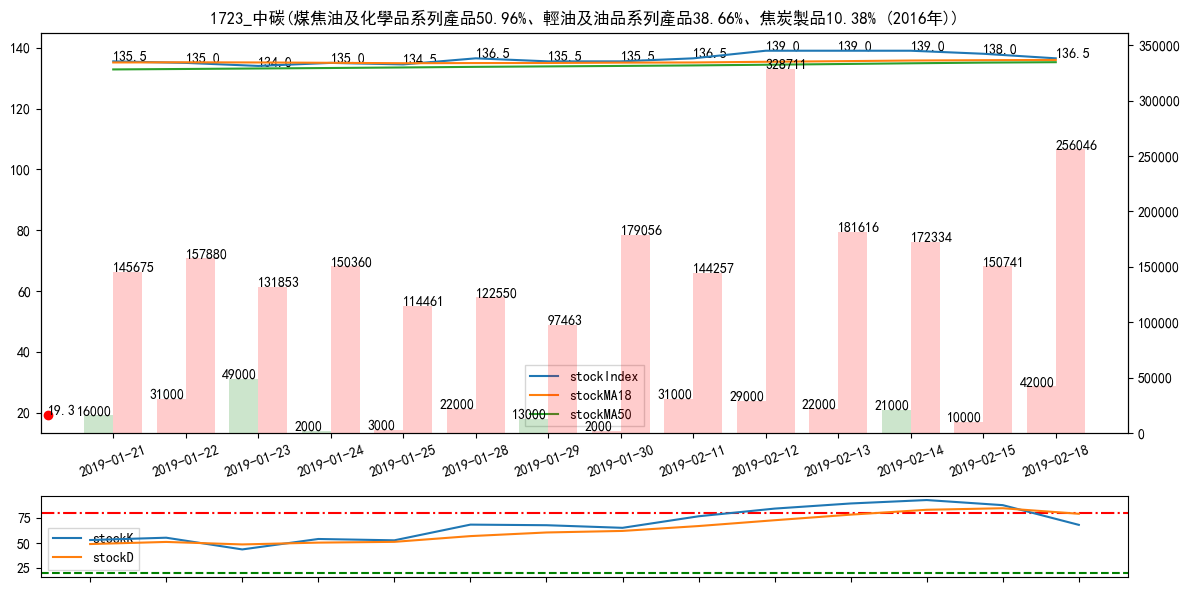 1723_中碳(煤焦油及化學品系列產品50.96%、輕油及油品系列產品38.66%、焦炭製品10.38% (2016年))
140
120
100
80
60
40
20
350000
300000
250000
200000
150000
100000
50000
0
135.5 135.0 134.0 135.0 134.5 136.5 135.5 135.5 136.5 139.0 139.0 139.0 138.0 136.5
145675 157880 131853 150360 114461 122550 97463 179056 144257 328711 181616 172334 150741 256046
19.3
16000 31000 49000 2000 3000 22000 13000 2000 31000 29000 22000 21000 10000 42000
stockIndex
stockMA18
stockMA50
2019-01-21 2019-01-22 2019-01-23 2019-01-24 2019-01-25 2019-01-28 2019-01-29 2019-01-30 2019-02-11 2019-02-12 2019-02-13 2019-02-14 2019-02-15 2019-02-18
75
50
25
stockK
stockD